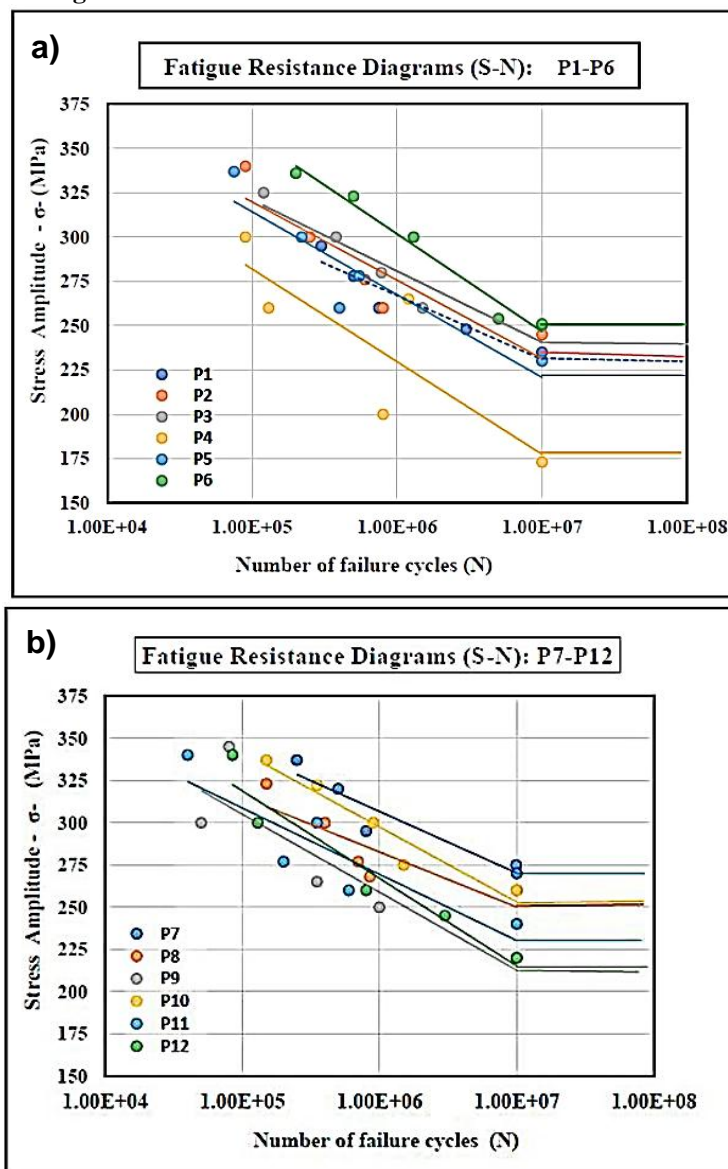 a)
Fatigue Resistance Diagrams (S-N): P1-P6
Stress Amplitude - σ- (MPa)
375
350
325
300
275
250
225
200
175
150
P1
P2
P3
P4
P5
P6
1.00E+04 1.00E+05 1.00E+06 1.00E+07 1.00E+08
Number of failure cycles (N)
b)
Fatigue Resistance Diagrams (S-N): P7-P12
Stress Amplitude - σ- (MPa)
375
350
325
300
275
250
225
200
175
150
P7
P8
P9
P10
P11
P12
1.00E+04 1.00E+05 1.00E+06 1.00E+07 1.00E+08
Number of failure cycles (N)